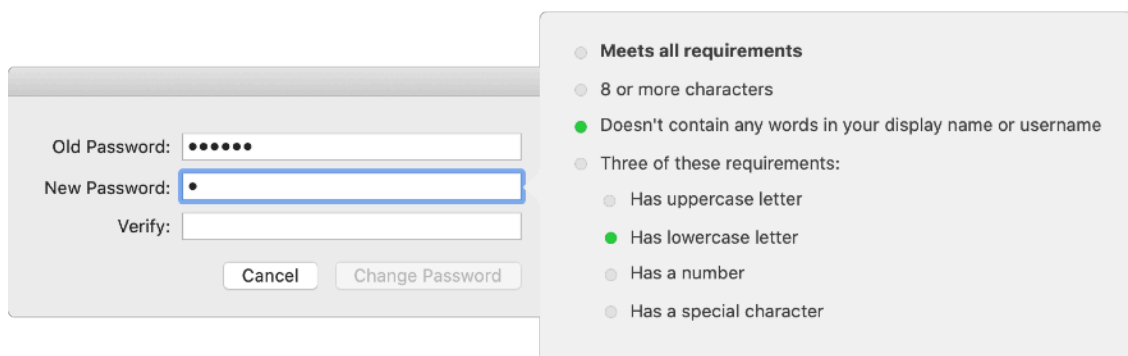 Old Password: ••••••
New Password: •
Verify:
Cancel
Change Password
Meets all requirements
8 or more characters
Doesn't contain any words in your display name or username
Three of these requirements:
Has uppercase letter
Has lowercase letter
Has a number
Has a special character